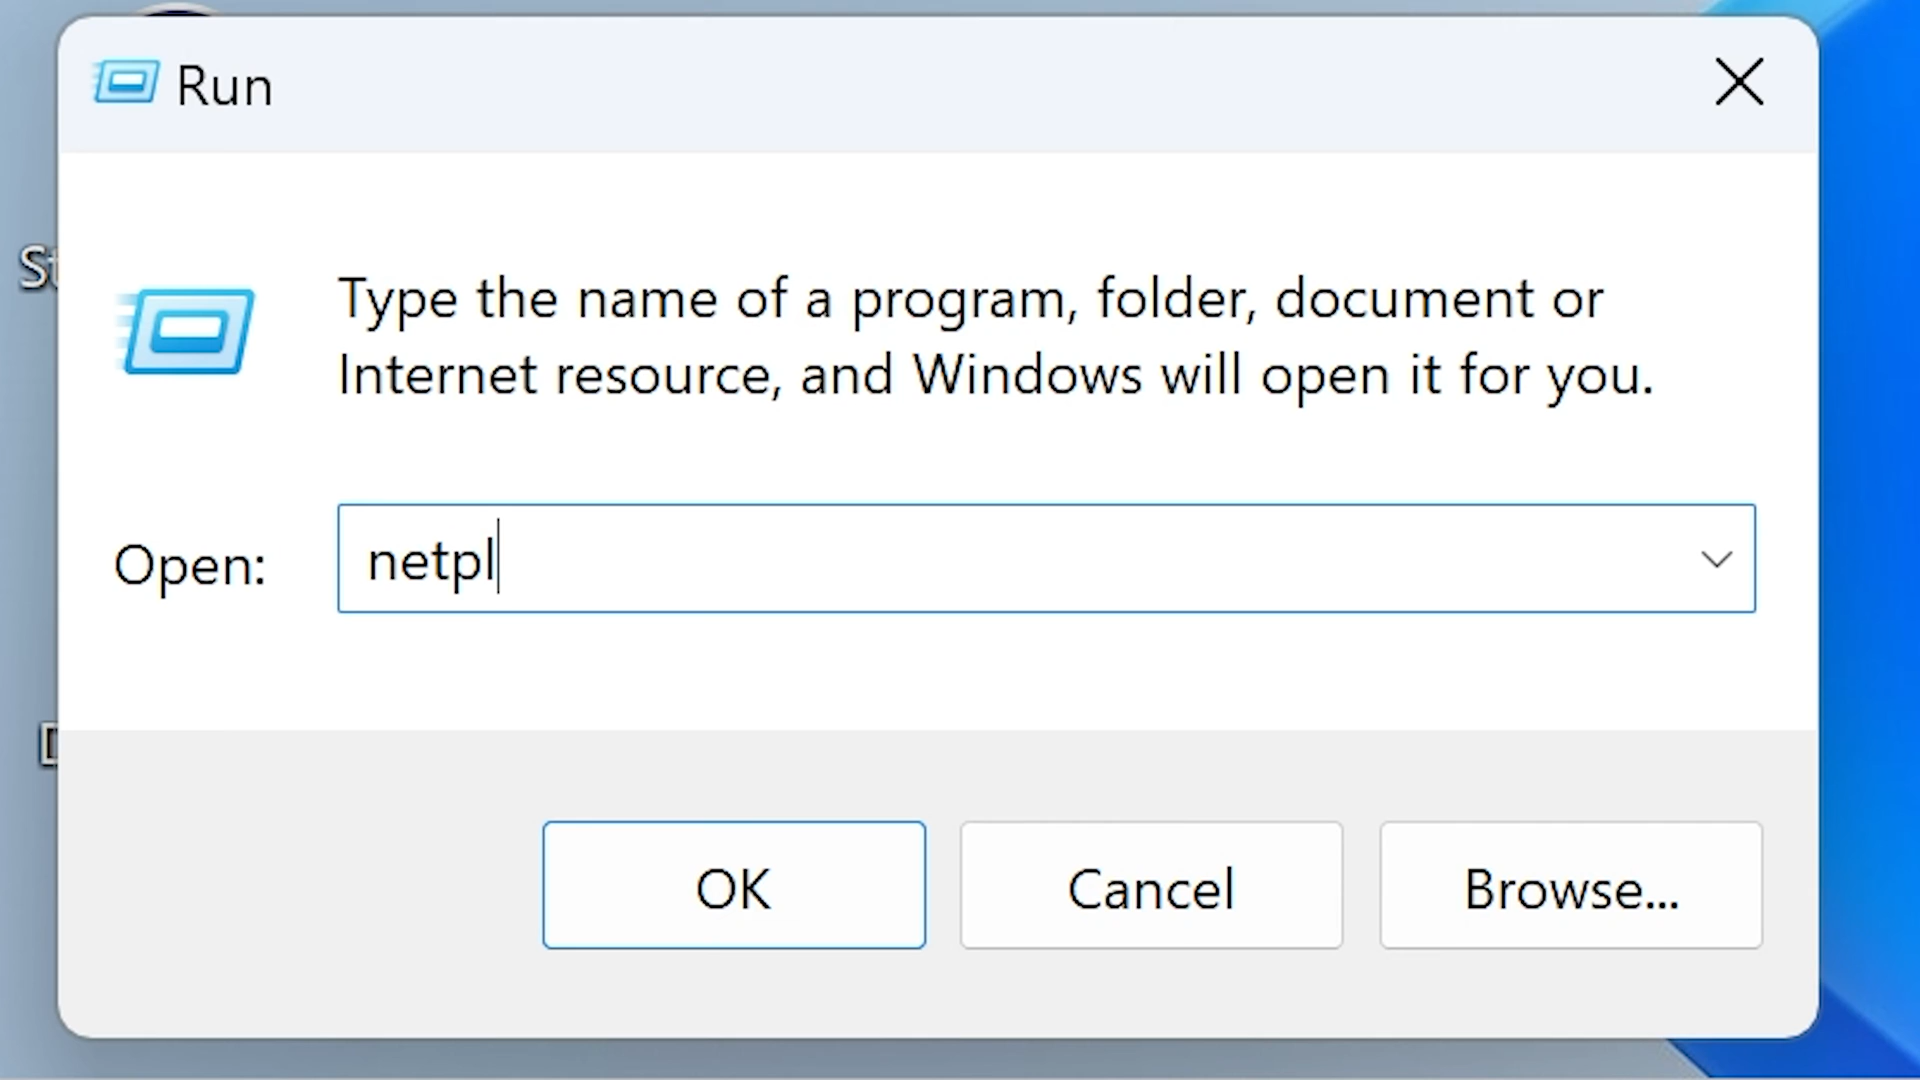 Run
Type the name of a program, folder, document or
Internet resource, and Windows will open it for you.
Open:
netpl
OK
Cancel
Browse...